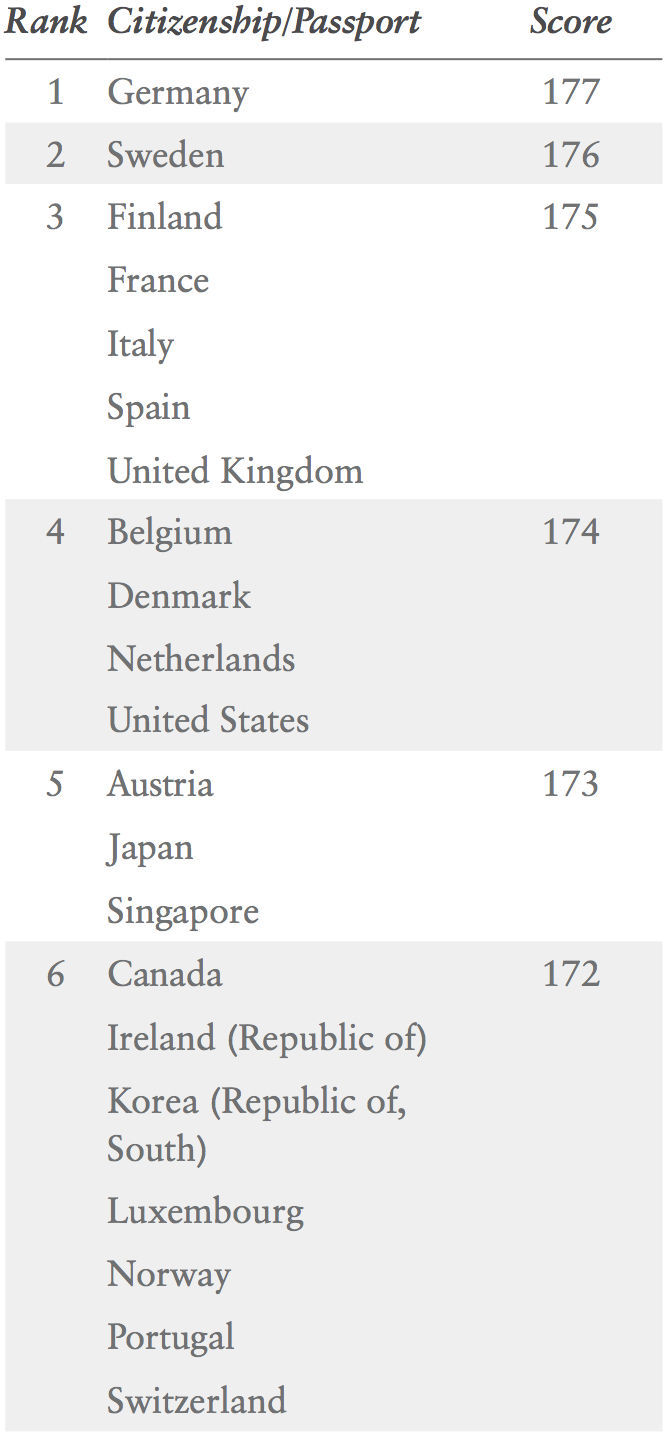 Rank Citizenship/Passport Score
1 Germany 177
2 Sweden 176
3 Finland 175
France
Italy
Spain
United Kingdom
4 Belgium 174
Denmark
Netherlands
United States
5 Austria 173
Japan
Singapore
6 Canada 172
Ireland (Republic of)
Korea (Republic of,
South)
Luxembourg
Norway
Portugal
Switzerland